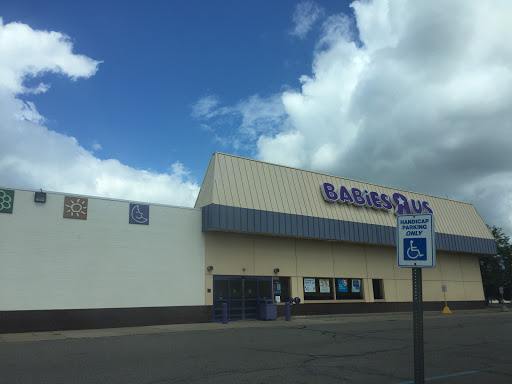 BABIES R US
HANDICAP
PARKING
ONLY